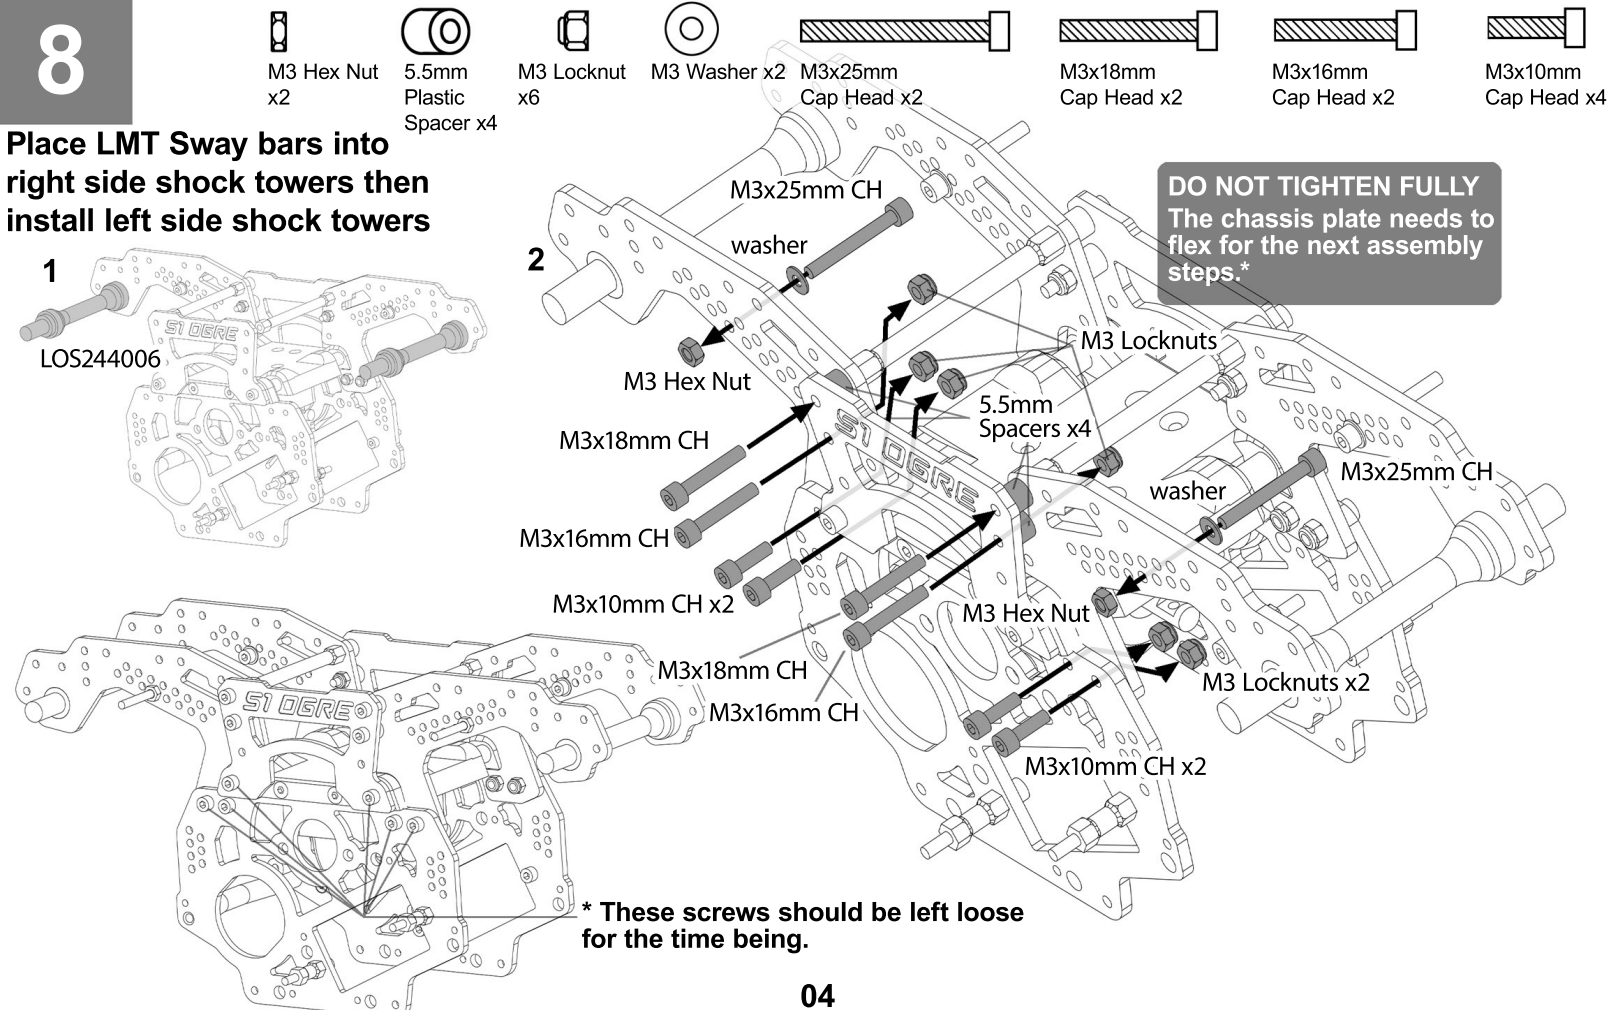 8
M3 Hex Nut
x2
5.5mm
Plastic
Spacer x4
M3 Locknut
x6
M3 Washer x2
M3x25mm
Cap Head x2
M3x18mm
Cap Head x2
M3x16mm
Cap Head x2
M3x10mm
Cap Head x4
Place LMT Sway bars into
right side shock towers then
install left side shock towers
DO NOT TIGHTEN FULLY
The chassis plate needs to
flex for the next assembly
steps.*
1
S1 OGRE
LOS244006
2
M3x25mm CH
washer
M3 Hex Nut
M3 Locknuts
5.5mm
Spacers x4
M3x18mm CH
S1 OGRE
M3x16mm CH
M3x10mm CH x2
M3x25mm CH
washer
M3 Hex Nut
M3x18mm CH
M3x16mm CH
M3 Locknuts x2
M3x10mm CH x2
S1 OGRE
* These screws should be left loose
for the time being.
04